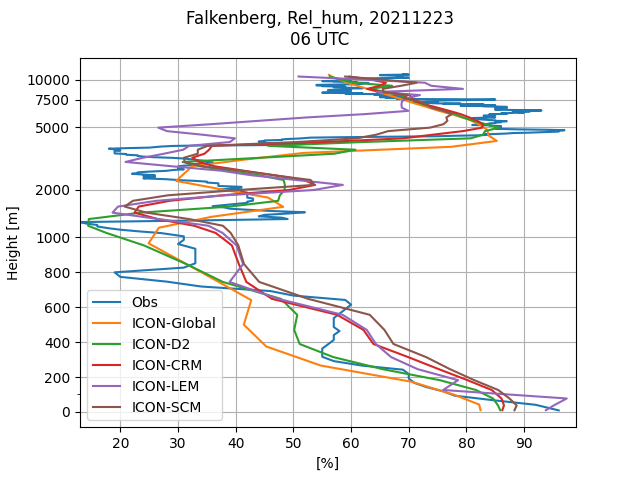 Falkenberg, Rel_hum, 20211223
06 UTC
Height [m]
10000
7500
5000
2000
1000
800
600
400
200
0
Obs
ICON-Global
ICON-D2
ICON-CRM
ICON-LEM
ICON-SCM
20 30 40 50 60 70 80 90
[%]